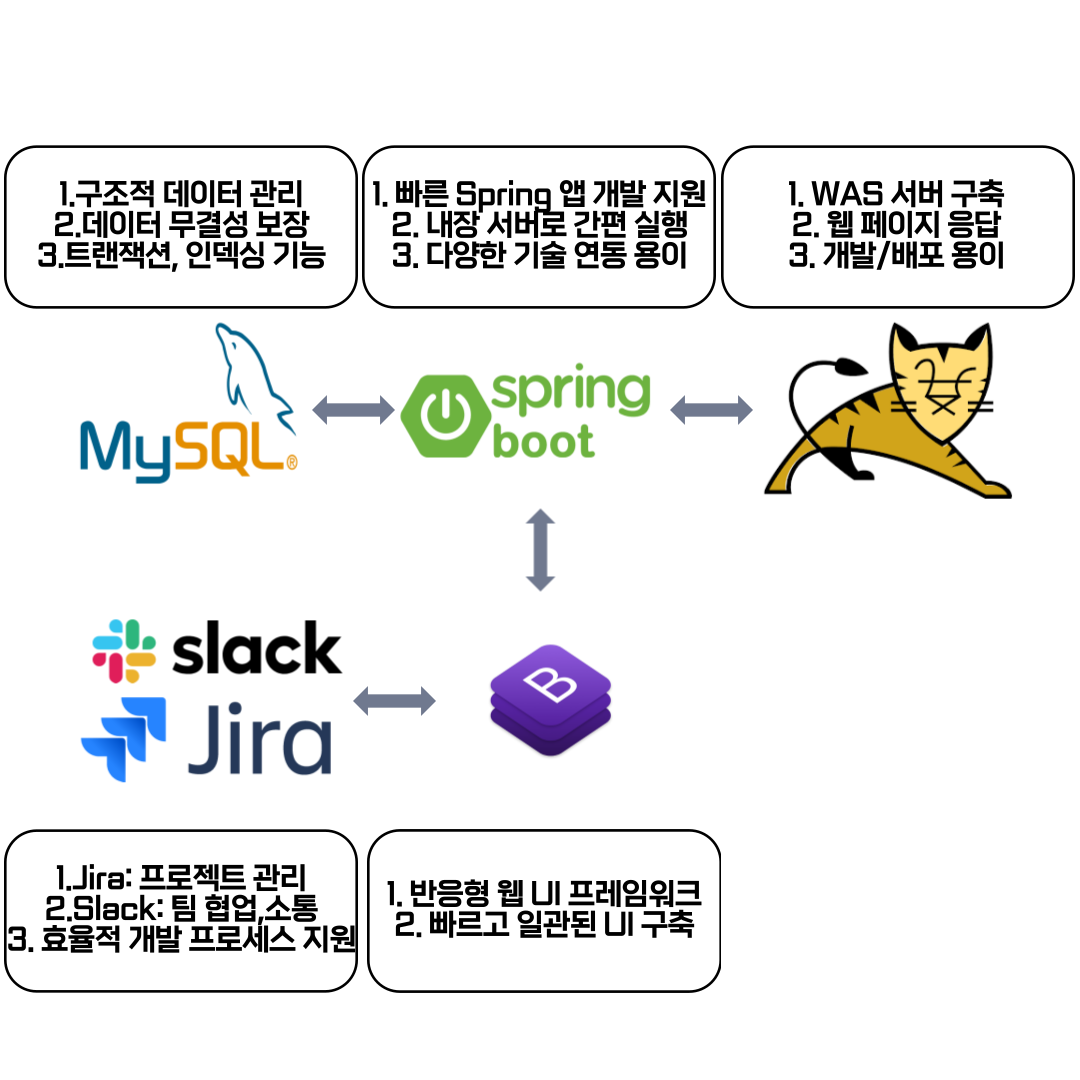 1.구조적 데이터 관리
2.데이터 무결성 보장
3.트랜잭션, 인덱싱 기능
1. 빠른 Spring 앱 개발 지원
2. 내장 서버로 간편 실행
3. 다양한 기술 연동 용이
1. WAS 서버 구축
2. 웹 페이지 응답
3. 개발/배포 용이
MySQL®
spring
boot
slack
Jira
B
1.Jira: 프로젝트 관리
2.Slack: 팀 협업,소통
3. 효율적 개발 프로세스 지원
1. 반응형 웹 UI 프레임워크
2. 빠르고 일관된 UI 구축